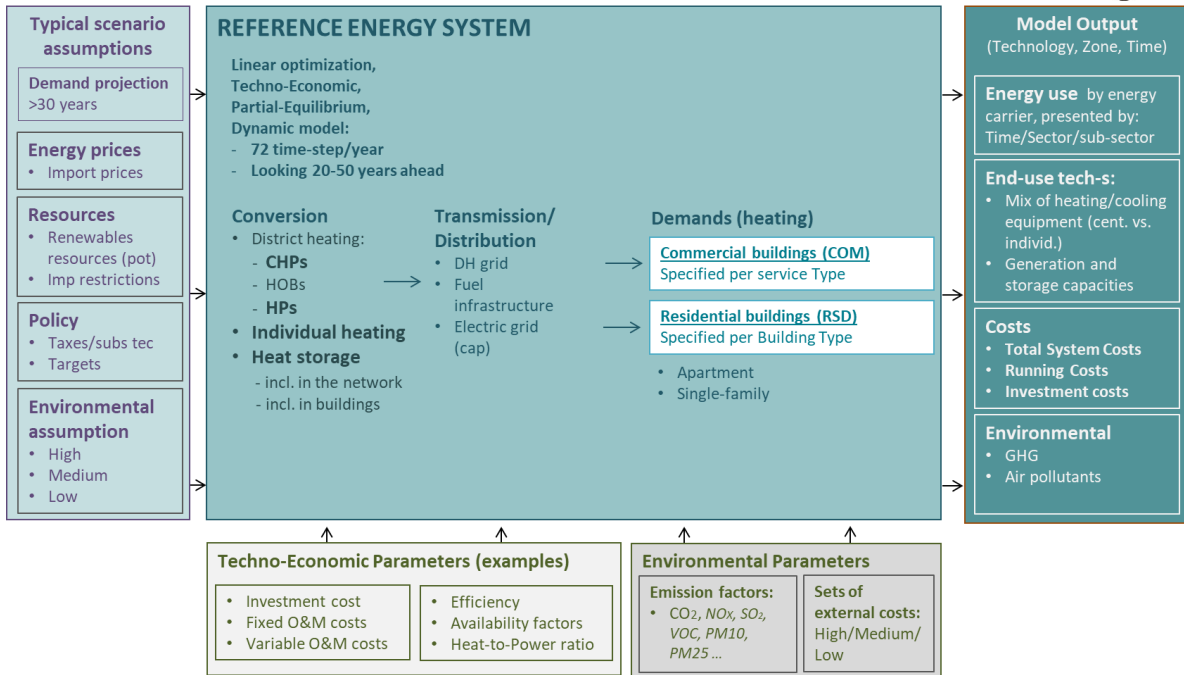 Typical scenario
assumptions
Demand projection
>30 years
Energy prices
• Import prices
Resources
• Renewables
resources (pot)
• Imp restrictions
Policy
• Taxes/subs tec
• Targets
Environmental
assumption
• High
• Medium
• Low
REFERENCE ENERGY SYSTEM
Linear optimization,
Techno-Economic,
Partial-Equilibrium,
Dynamic model:
- 72 time-step/year
- Looking 20-50 years ahead
Conversion
• District heating:
- CHPs
- HOBs
- HPs
• Individual heating
• Heat storage
- incl. in the network
- incl. in buildings
Transmission/
Distribution
• DH grid
• Fuel
infrastructure
• Electric grid
(cap)
Demands (heating)
Commercial buildings (COM)
Specified per service Type
Residential buildings (RSD)
Specified per Building Type
• Apartment
• Single-family
Model Output
(Technology, Zone, Time)
Energy use by energy
carrier, presented by:
Time/Sector/sub-sector
End-use tech-s:
• Mix of heating/cooling
equipment (cent. vs.
individ.)
• Generation and
storage capacities
Costs
• Total System Costs
• Running Costs
• Investment costs
Environmental
• GHG
• Air pollutants
Techno-Economic Parameters (examples)
• Investment cost
• Fixed O&M costs
• Variable O&M costs
• Efficiency
• Availability factors
• Heat-to-Power ratio
Environmental Parameters
Emission factors:
• CO2, NOx, SO2,
VOC, PM10,
PM25 ...
Sets of
external costs:
High/Medium/
Low